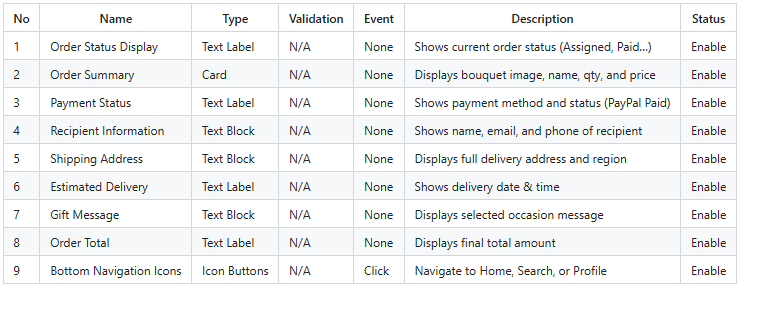 No Name Type Validation Event Description Status
1 Order Status Display Text Label N/A None Shows current order status (Assigned, Paid...) Enable
2 Order Summary Card N/A None Displays bouquet image, name, qty, and price Enable
3 Payment Status Text Label N/A None Shows payment method and status (PayPal Paid) Enable
4 Recipient Information Text Block N/A None Shows name, email, and phone of recipient Enable
5 Shipping Address Text Block N/A None Displays full delivery address and region Enable
6 Estimated Delivery Text Label N/A None Shows delivery date & time Enable
7 Gift Message Text Block N/A None Displays selected occasion message Enable
8 Order Total Text Label N/A None Displays final total amount Enable
9 Bottom Navigation Icons Icon Buttons N/A Click Navigate to Home, Search, or Profile Enable